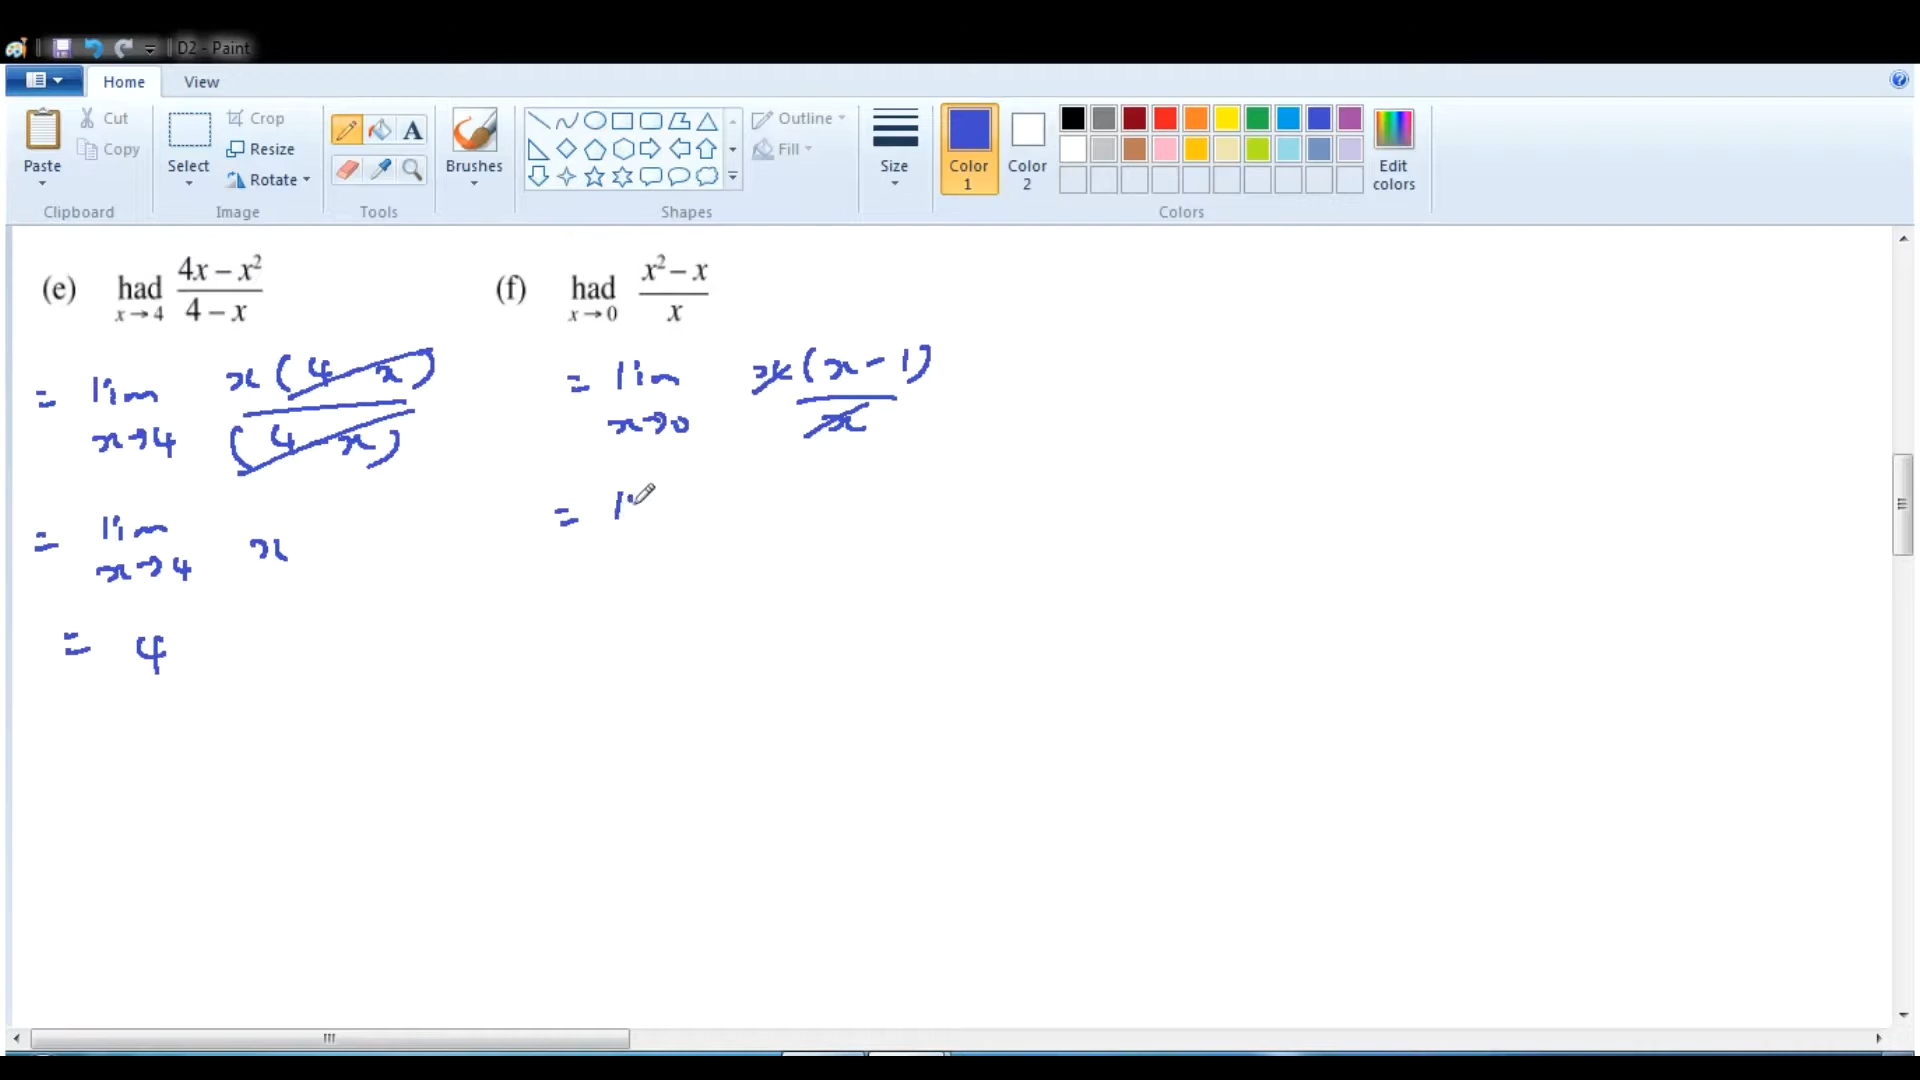 D2 - Paint
Home View
Paste Cut Copy Clipboard
Select Crop Resize Rotate Image
A Tools
Brushes
Outline Fill Shapes
Size
Color 1 Color 2 Edit colors Colors
(e) had x→4 4x − x² / 4 − x
(f) had x→0 x² − x / x
= lim x→4 x(4 - x) / (4 - x)
= lim x→4 x
= 4
= lim x→0 x(x - 1) / x
= li